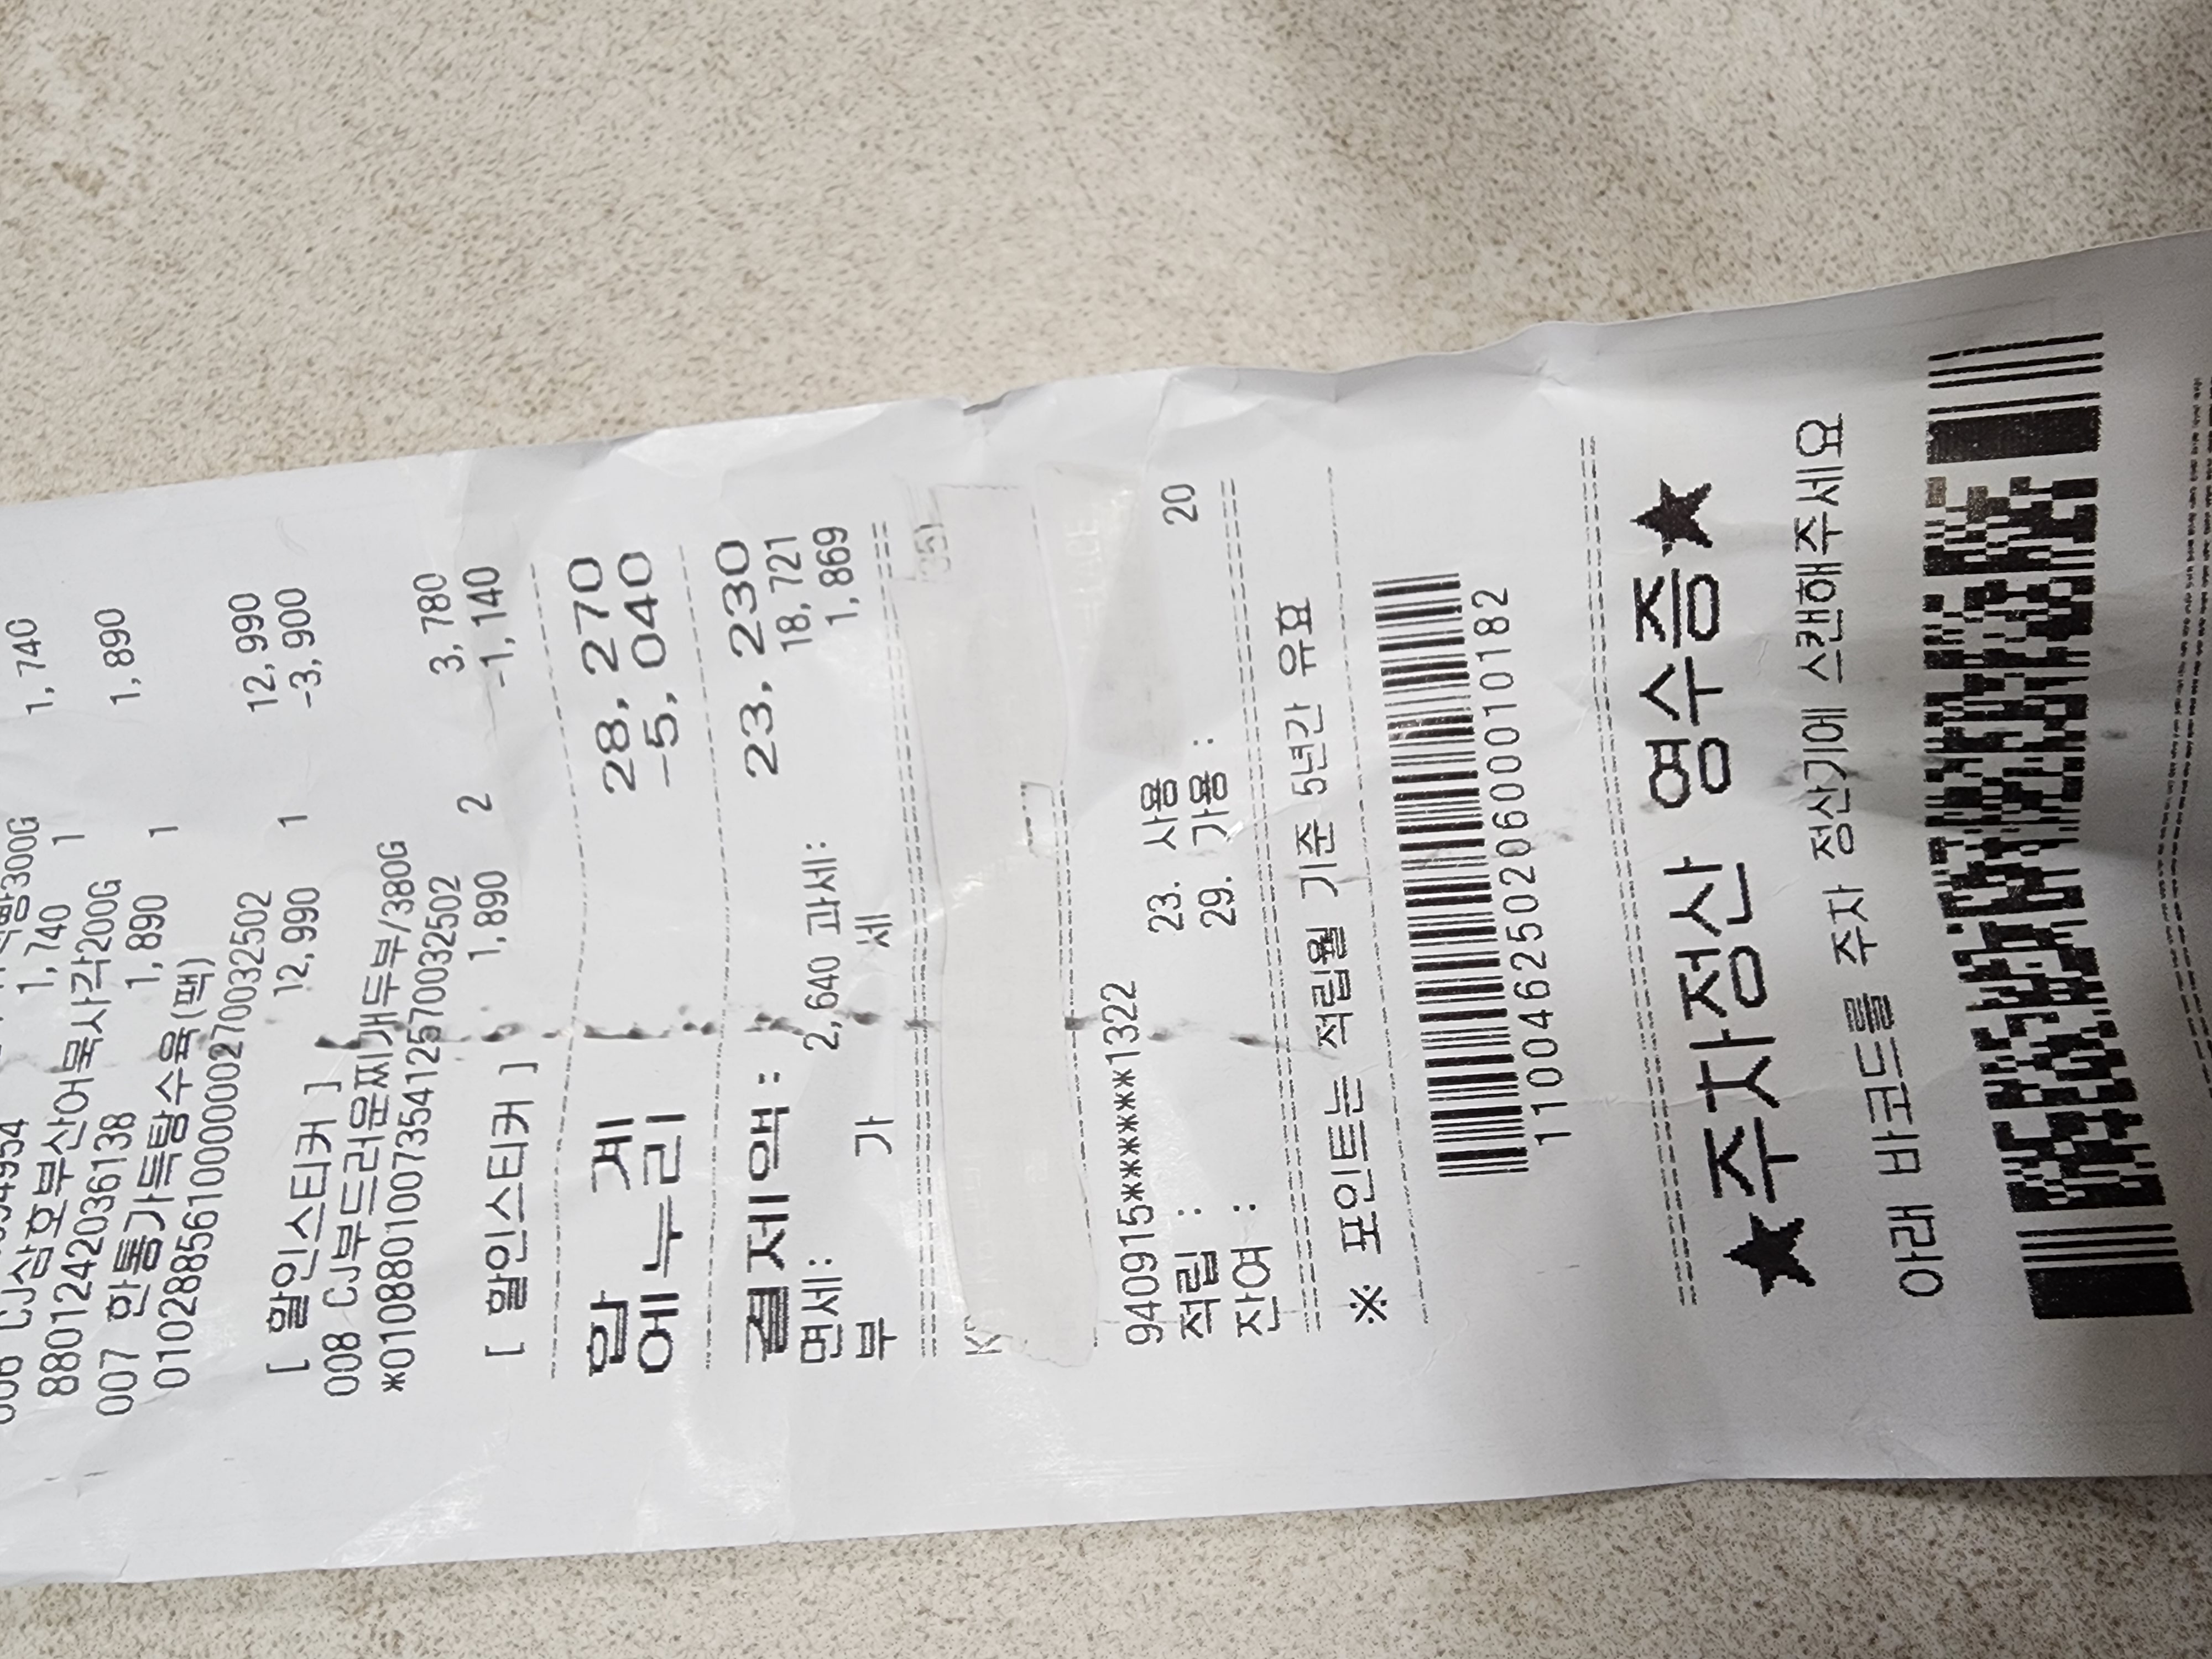 1,740 1 1,740
006 CJ삼호부산어묵사각200G
8801242036138 1,890 1 1,890
007 한통가득탕수육(팩)
0102885610000002700325​02
12,990 1 12,990
[ 할인스티커 ] -3,900
008 CJ부드러운찌개두부/380G
*01088010073541257003​2502
1,890 2 3,780
[ 할인스티커 ] -1,140
합 계 28,270
에누리 -5,040
결제액: 23,230
면세: 2,640 과세: 18,721
부 가 세 1,869
940915******1322
적립 : 23. 사용 20
잔여 : 29. 가용 :
※ 포인트는 적립월 기준 5년간 유효
11004625020600010182
★주차정산 영수증★
아래 바코드를 주차 정산기에 스캔해주세요